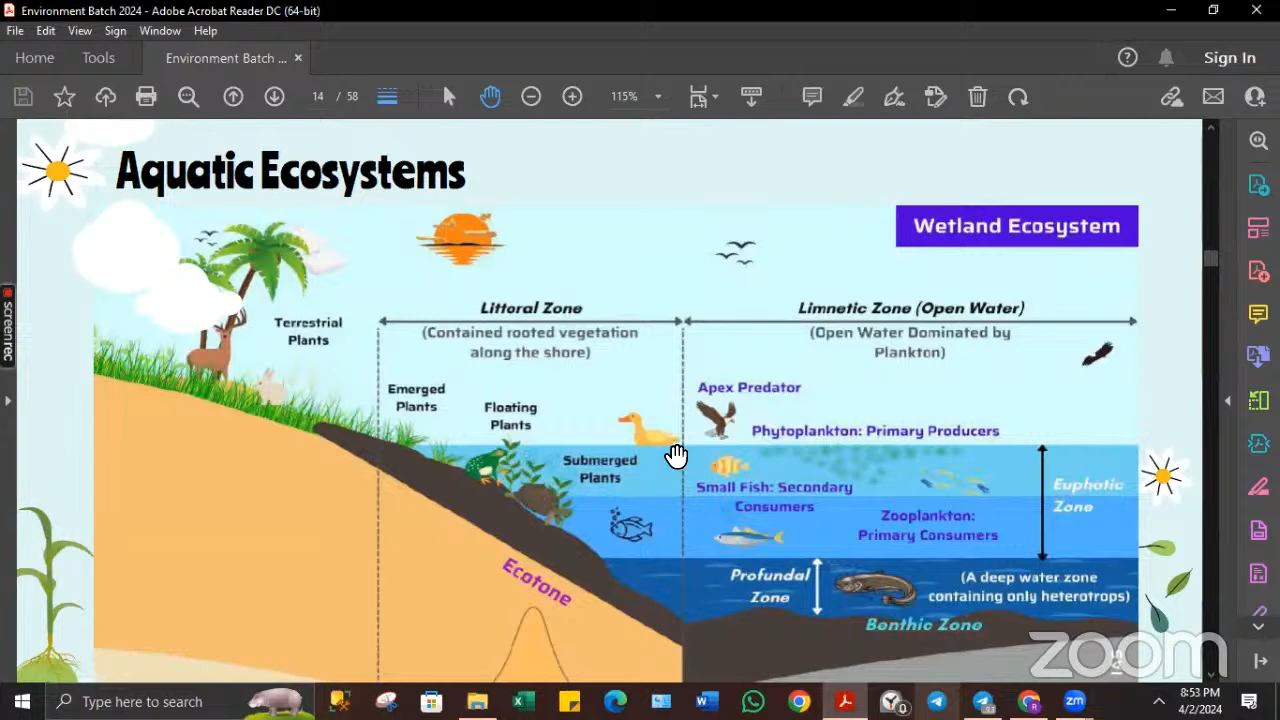 Environment Batch 2024 - Adobe Acrobat Reader DC (64-bit)
File Edit View Sign Window Help
Home Tools Environment Batch ... Sign In
14 / 58 115%
Aquatic Ecosystems
Wetland Ecosystem
Littoral Zone
Limnetic Zone (Open Water)
Terrestrial
Plants
(Contained rooted vegetation
along the shore)
(Open Water Dominated by
Plankton)
Emerged
Plants
Floating
Plants
Apex Predator
Phytoplankton: Primary Producers
Submerged
Plants
Small Fish: Secondary
Consumers
Zooplankton:
Primary Consumers
Euphotic
Zone
Ecotone
Profundal
Zone
(A deep water zone
containing only heterotrops)
Benthic Zone
zoom
screenrec
Type here to search
8:53 PM
4/2/2024